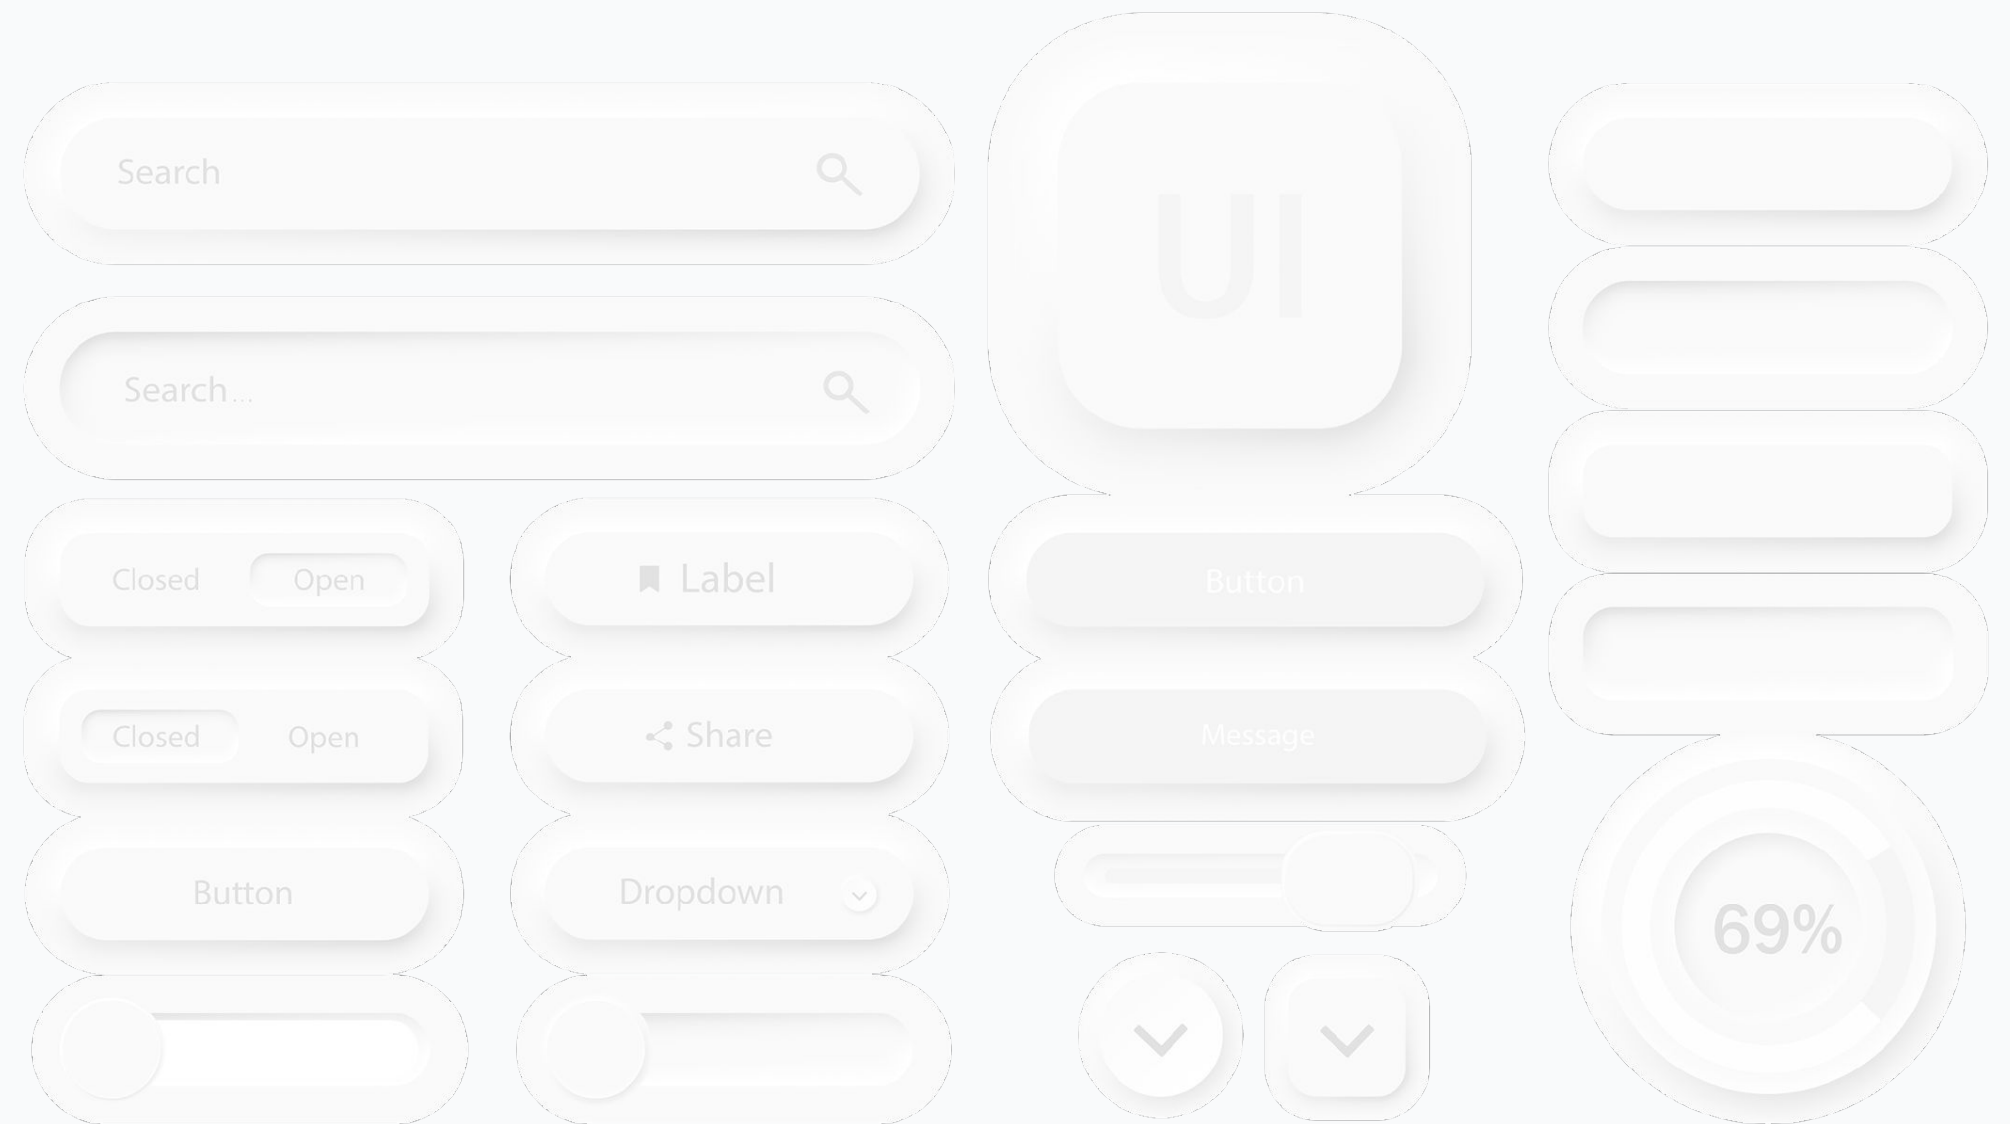 Search
Search...
UI
Closed Open
Label
Button
Closed Open
Share
Message
Button
Dropdown
69%